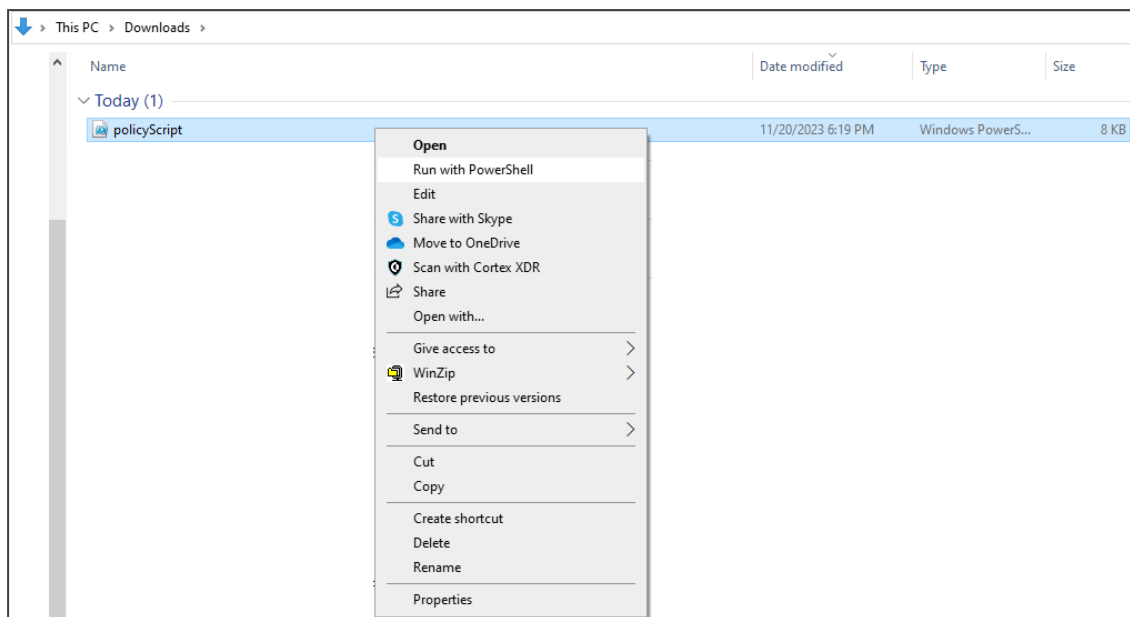 This PC > Downloads >
Name Date modified Type Size
Today (1)
policyScript 11/20/2023 6:19 PM Windows PowerS... 8 KB
Open
Run with PowerShell
Edit
Share with Skype
Move to OneDrive
Scan with Cortex XDR
Share
Open with...
Give access to
WinZip
Restore previous versions
Send to
Cut
Copy
Create shortcut
Delete
Rename
Properties